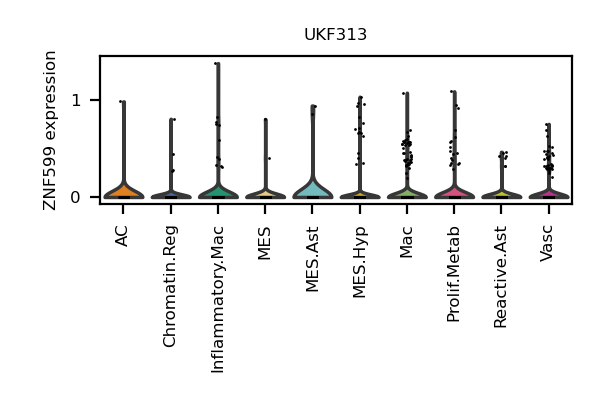 UKF313
ZNF599 expression
1
0
AC
Chromatin.Reg
Inflammatory.Mac
MES
MES.Ast
MES.Hyp
Mac
Prolif.Metab
Reactive.Ast
Vasc